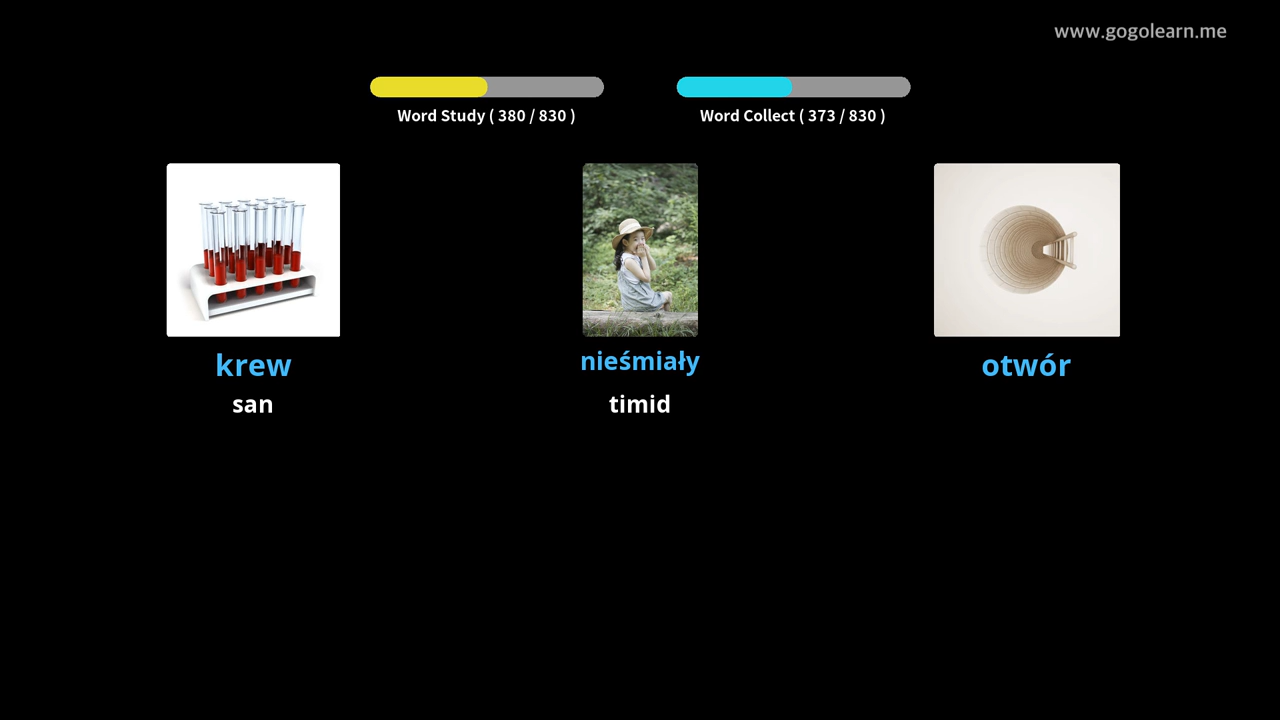 www.gogolearn.me
Word Study ( 380 / 830 )
Word Collect ( 373 / 830 )
krew
nieśmiały
otwór
san
timid